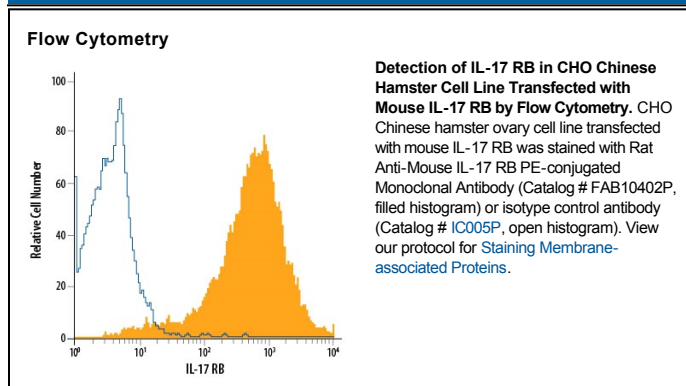 Flow Cytometry
Relative Cell Number
100
80
60
40
20
0
10⁰
10¹
10²
10³
10⁴
IL-17 RB
Detection of IL-17 RB in CHO Chinese
Hamster Cell Line Transfected with
Mouse IL-17 RB by Flow Cytometry. CHO
Chinese hamster ovary cell line transfected
with mouse IL-17 RB was stained with Rat
Anti-Mouse IL-17 RB PE-conjugated
Monoclonal Antibody (Catalog # FAB10402P,
filled histogram) or isotype control antibody
(Catalog # IC005P, open histogram). View
our protocol for Staining Membrane-
associated Proteins.